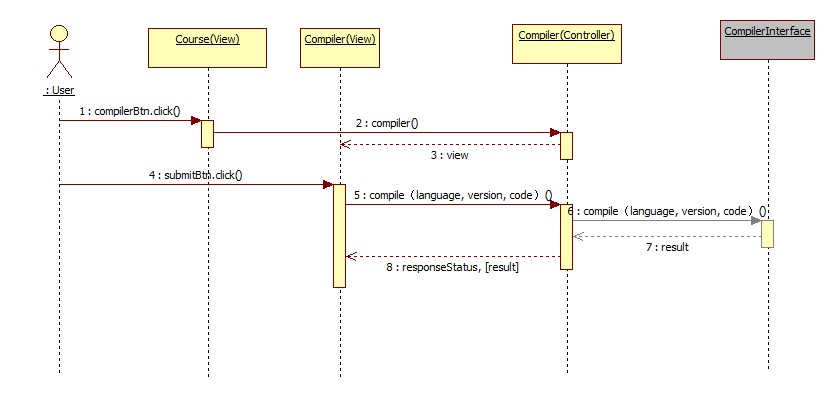 Course(View)
Compiler(View)
Compiler(Controller)
CompilerInterface
: User
1 : compilerBtn.click()
2 : compiler()
3 : view
4 : submitBtn.click()
5 : compile（language, version, code）()
6 : compile（language, version, code）()
7 : result
8 : responseStatus, [result]